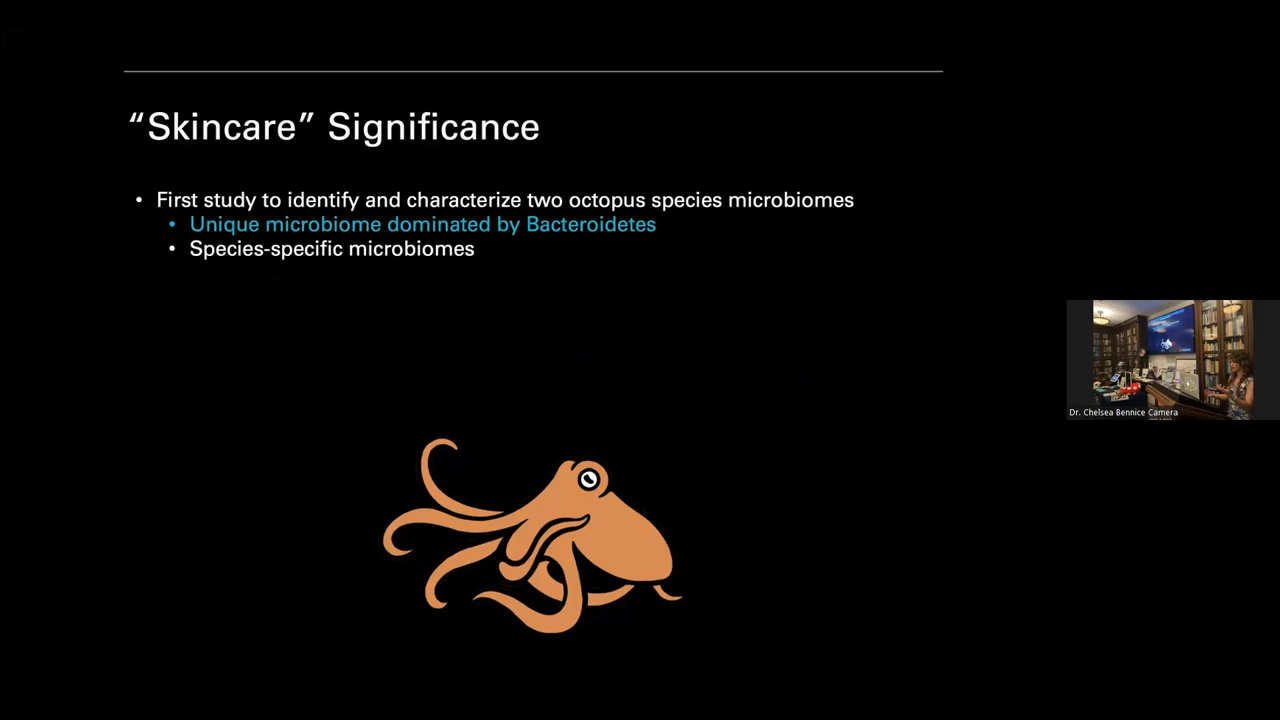 “Skincare” Significance
• First study to identify and characterize two octopus species microbiomes
• Unique microbiome dominated by Bacteroidetes
• Species-specific microbiomes
Dr. Chelsea Bennice Camera